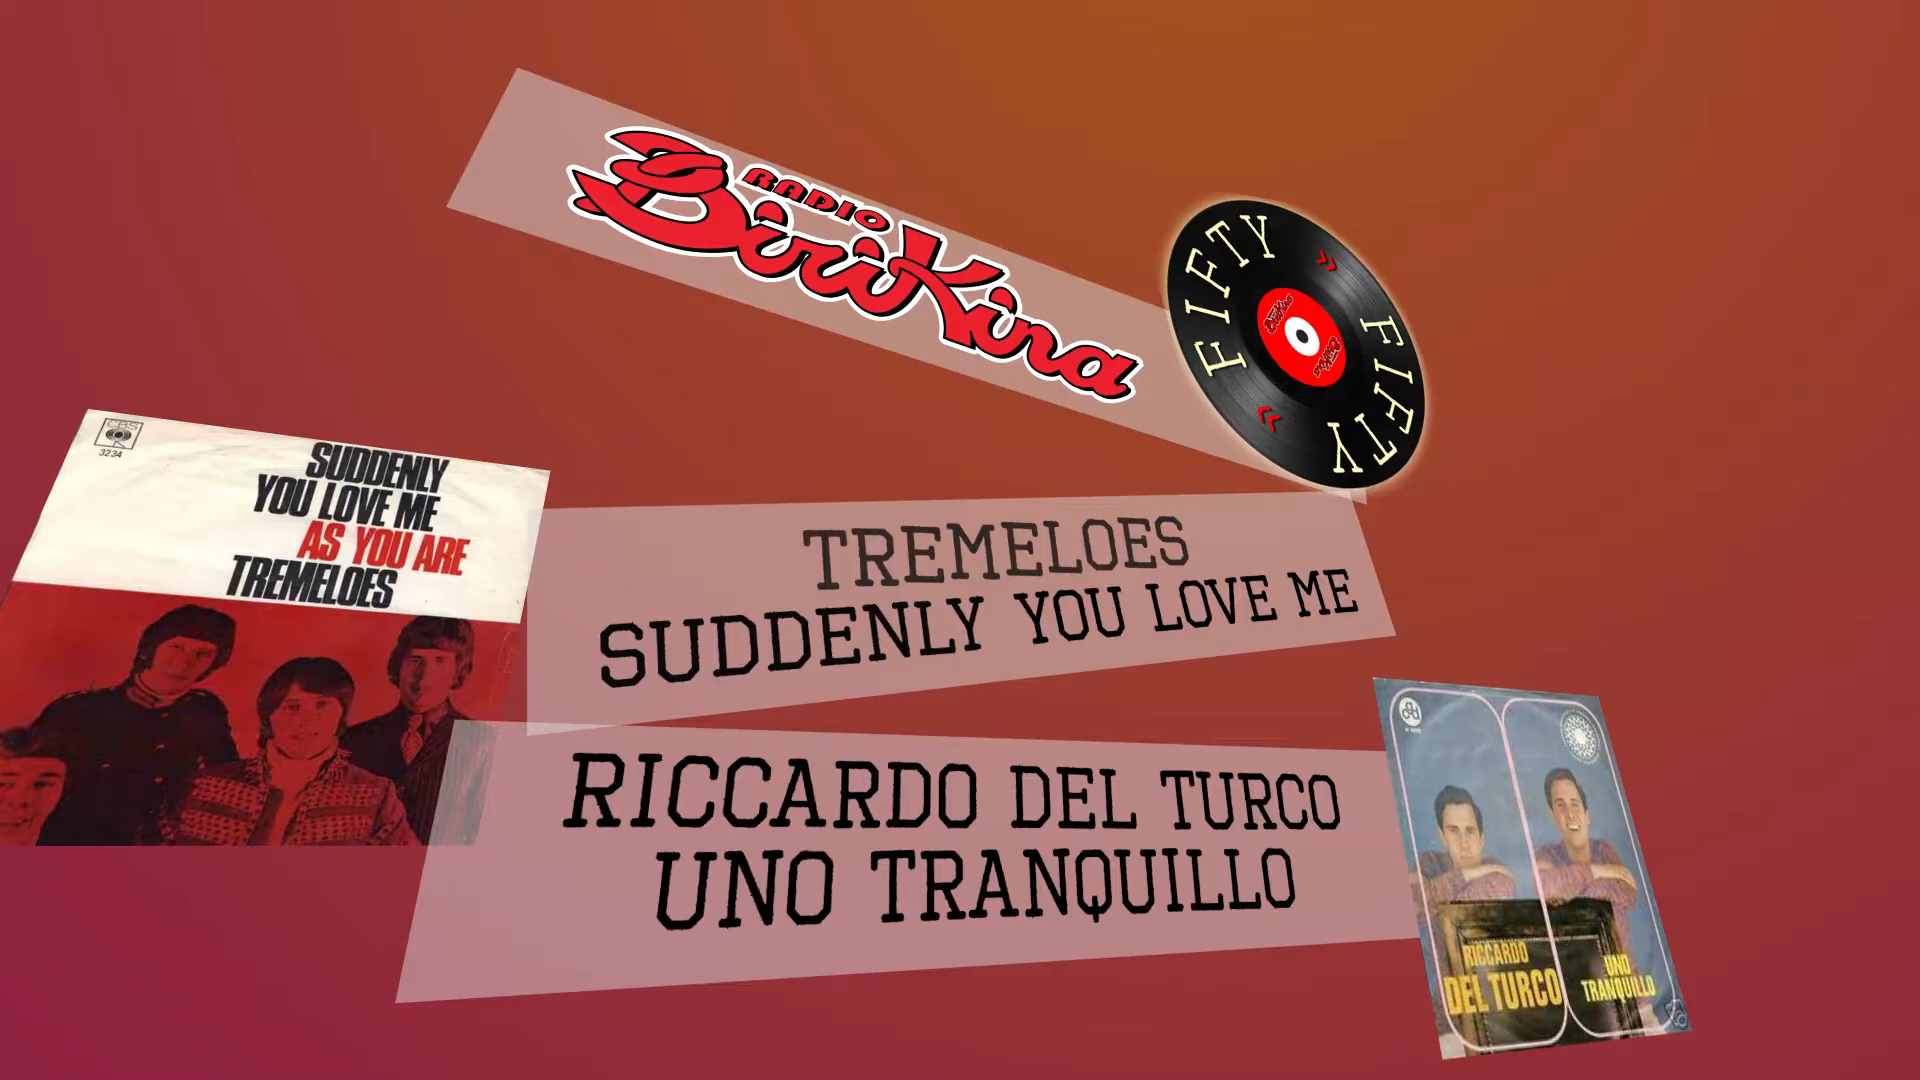 RADIO
BiriKina
FIFTY
FIFTY
CBS
3234
SUDDENLY
YOU LOVE ME
AS YOU ARE
TREMELOES
TREMELOES
SUDDENLY YOU LOVE ME
RICCARDO DEL TURCO
UNO TRANQUILLO
RICCARDO
DEL TURCO
UNO
TRANQUILLO